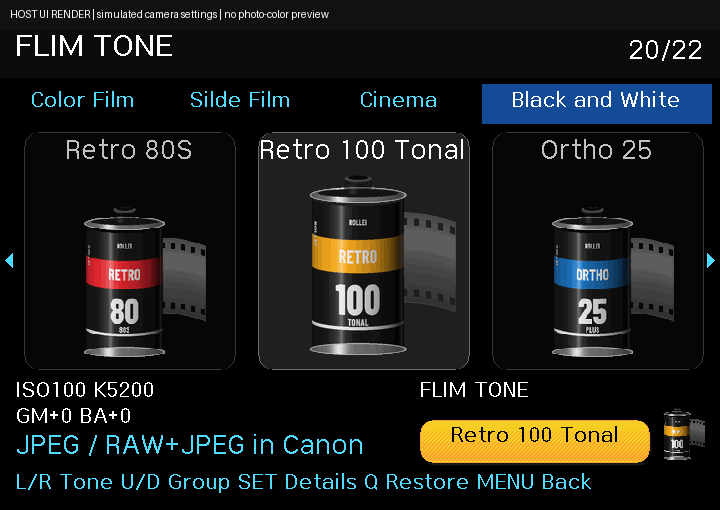 HOST UI RENDER | simulated camera settings | no photo-color preview
FLIM TONE
20/22
Color Film Silde Film Cinema Black and White
Retro 80S Retro 100 Tonal Ortho 25
ROLLEI
RETRO
80
80S
ROLLEI
RETRO
100
TONAL
ROLLEI
ORTHO
25
PLUS
ISO100 K5200
GM+0 BA+0
JPEG / RAW+JPEG in Canon
FLIM TONE
Retro 100 Tonal
100
L/R Tone U/D Group SET Details Q Restore MENU Back